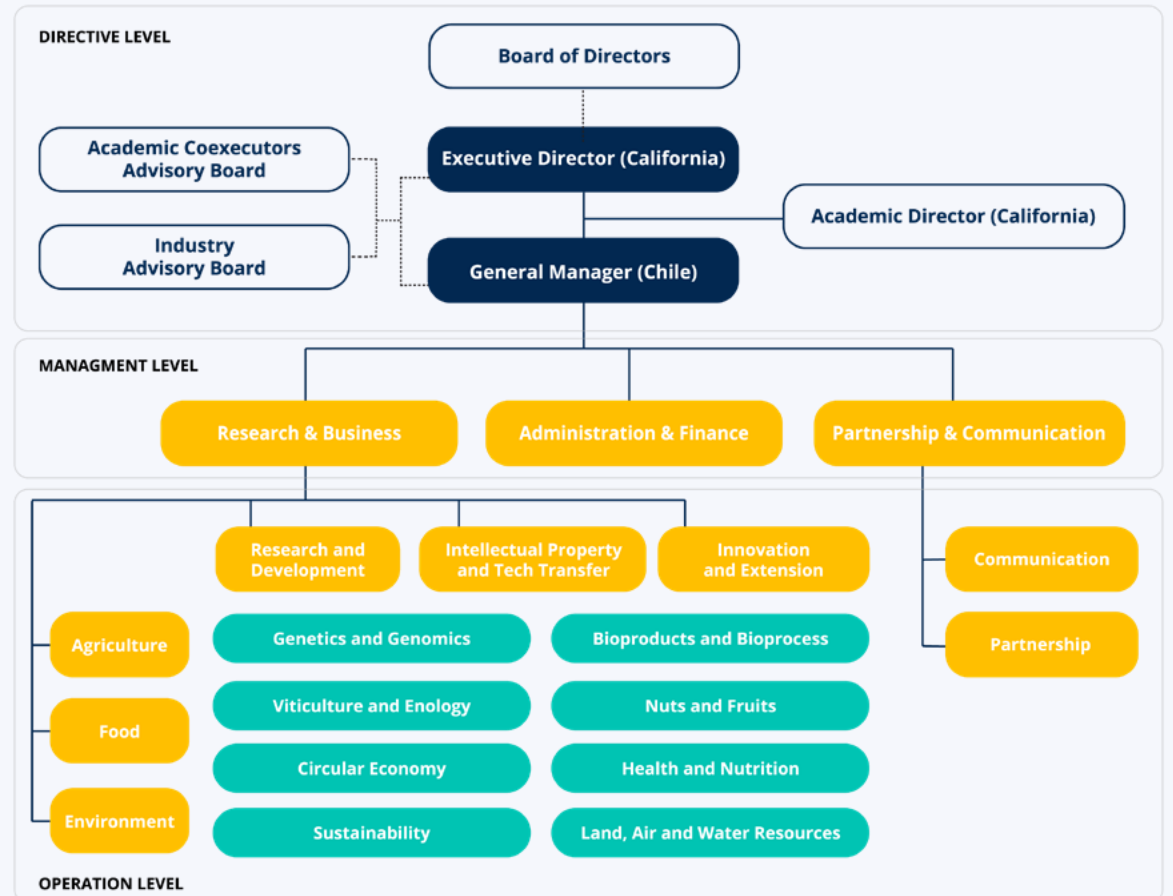 DIRECTIVE LEVEL
Board of Directors
Academic Coexecutors
Advisory Board
Executive Director (California)
Academic Director (California)
Industry
Advisory Board
General Manager (Chile)
MANAGMENT LEVEL
Research & Business
Administration & Finance
Partnership & Communication
Research and
Development
Intellectual Property
and Tech Transfer
Innovation
and Extension
Communication
Agriculture
Genetics and Genomics
Bioproducts and Bioprocess
Partnership
Viticulture and Enology
Nuts and Fruits
Food
Circular Economy
Health and Nutrition
Environment
Sustainability
Land, Air and Water Resources
OPERATION LEVEL